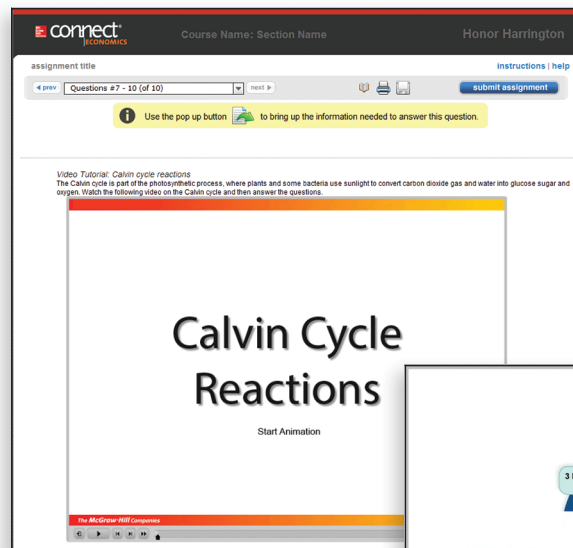 connect
ECONOMICS
Course Name: Section Name
Honor Harrington
assignment title
instructions | help
prev
Questions #7 - 10 (of 10)
next
submit assignment
Use the pop up button to bring up the information needed to answer this question.
Video Tutorial: Calvin cycle reactions
The Calvin cycle is part of the photosynthetic process, where plants and some bacteria use sunlight to convert carbon dioxide gas and water into glucose sugar and
oxygen. Watch the following video on the Calvin cycle and then answer the questions.
Calvin Cycle
Reactions
Start Animation
3
The McGraw-Hill Companies